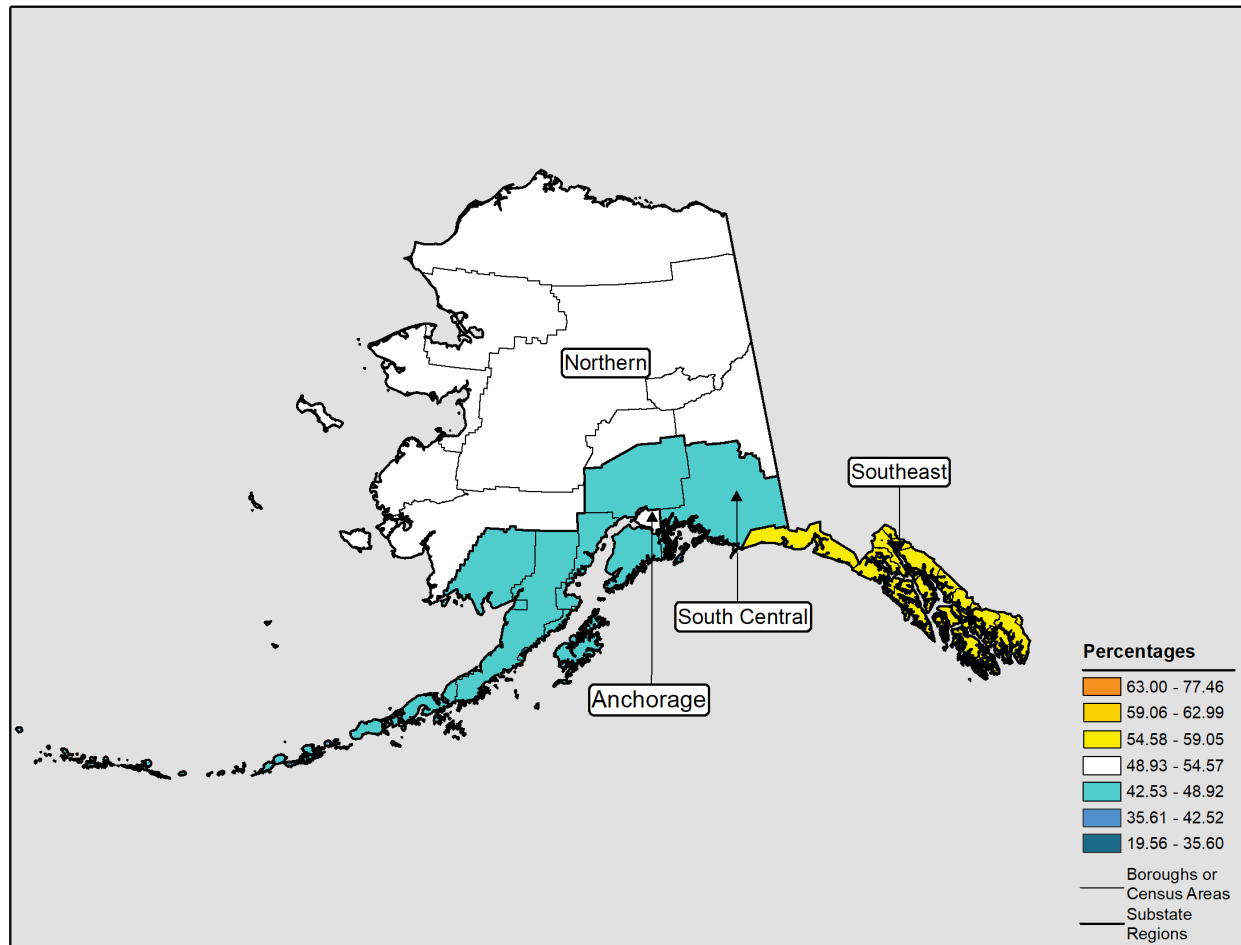 Northern
Southeast
South Central
Anchorage
Percentages
63.00 - 77.46
59.06 - 62.99
54.58 - 59.05
48.93 - 54.57
42.53 - 48.92
35.61 - 42.52
19.56 - 35.60
Boroughs or
Census Areas
Substate
Regions